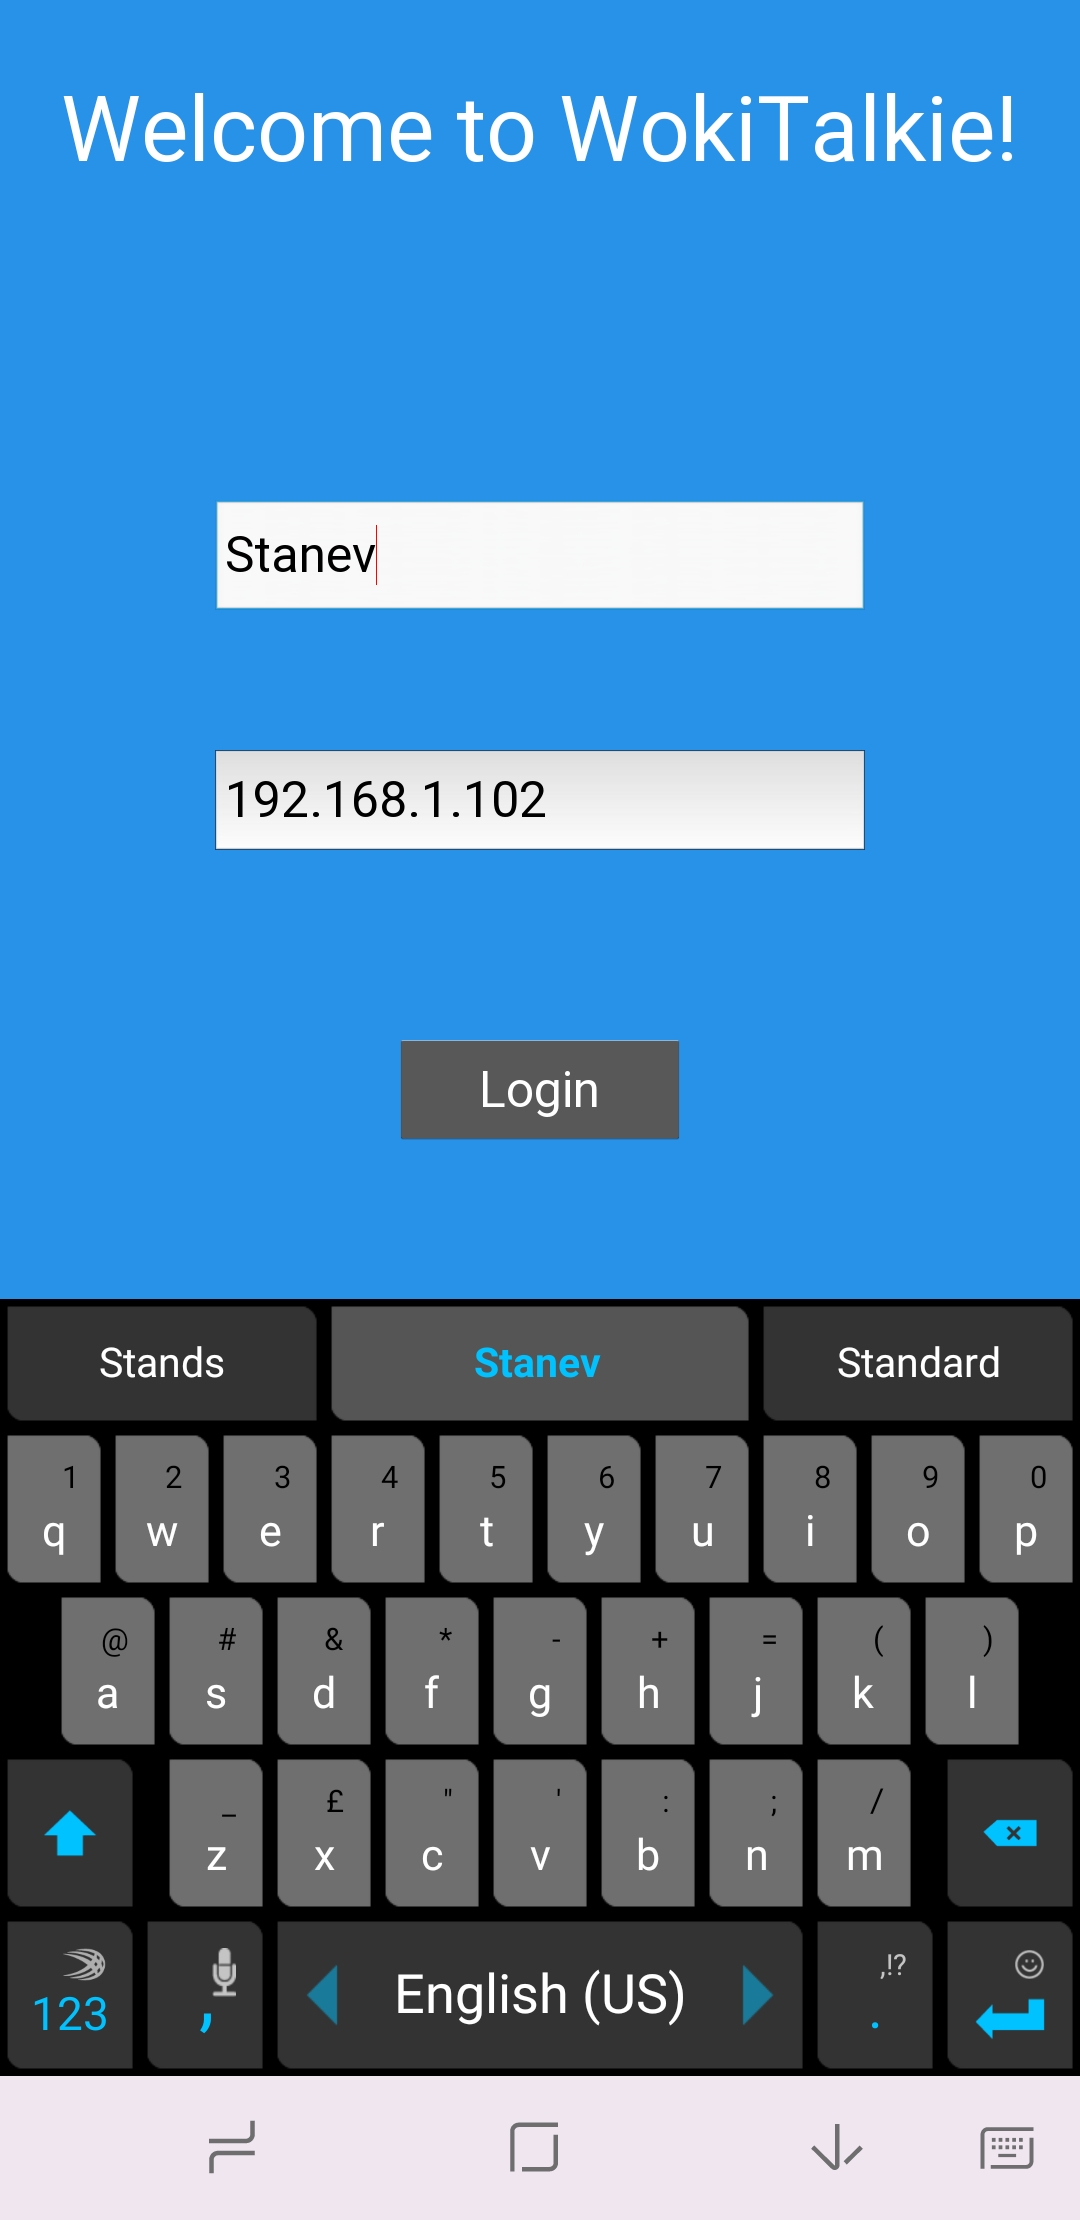 Welcome to WokiTalkie!
Stanev
192.168.1.102
Login
Stands Stanev Standard
1 2 3 4 5 6 7 8 9 0
q w e r t y u i o p
@ # & * - + = ( )
a s d f g h j k l
_ £ " ' : ; /
z x c v b n m
,!?
123 , English (US) .